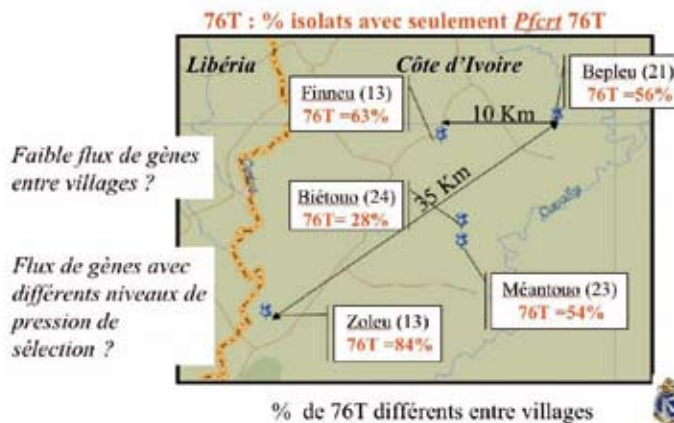 76T : % isolats avec seulement Pfcrt 76T
Libéria
Côte d'Ivoire
Bepleu (21)
76T =56%
Finneu (13)
76T =63%
10 Km
Faible flux de gènes
entre villages ?
35 Km
Biétouo (24)
76T= 28%
Cavally
Flux de gènes avec
différents niveaux de
pression de
sélection ?
Méantouo (23)
76T =54%
Zoleu (13)
76T =84%
% de 76T différents entre villages